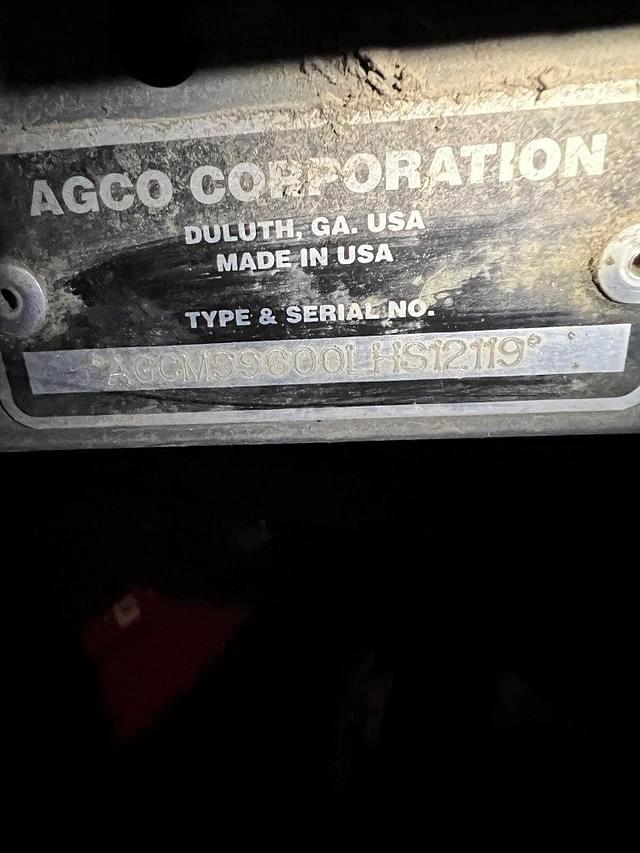 AGCO CORPORATION
DULUTH, GA. USA
MADE IN USA
TYPE & SERIAL NO.
*AGCM99600LHS12119*